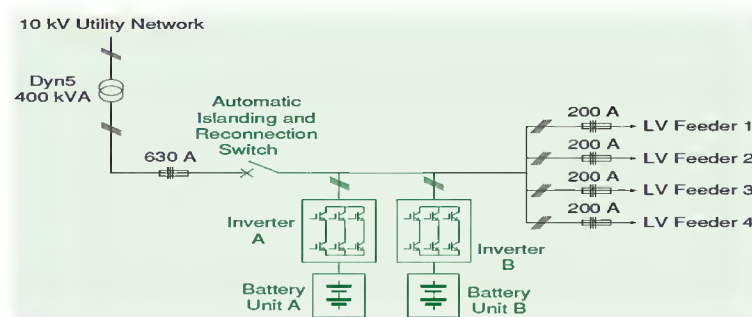 10 kV Utility Network
Dyn5
400 kVA
Automatic
Islanding and
Reconnection
Switch
630 A
200 A
LV Feeder 1
200 A
LV Feeder 2
200 A
LV Feeder 3
200 A
LV Feeder 4
Inverter
A
Inverter
B
Battery
Unit A
Battery
Unit B